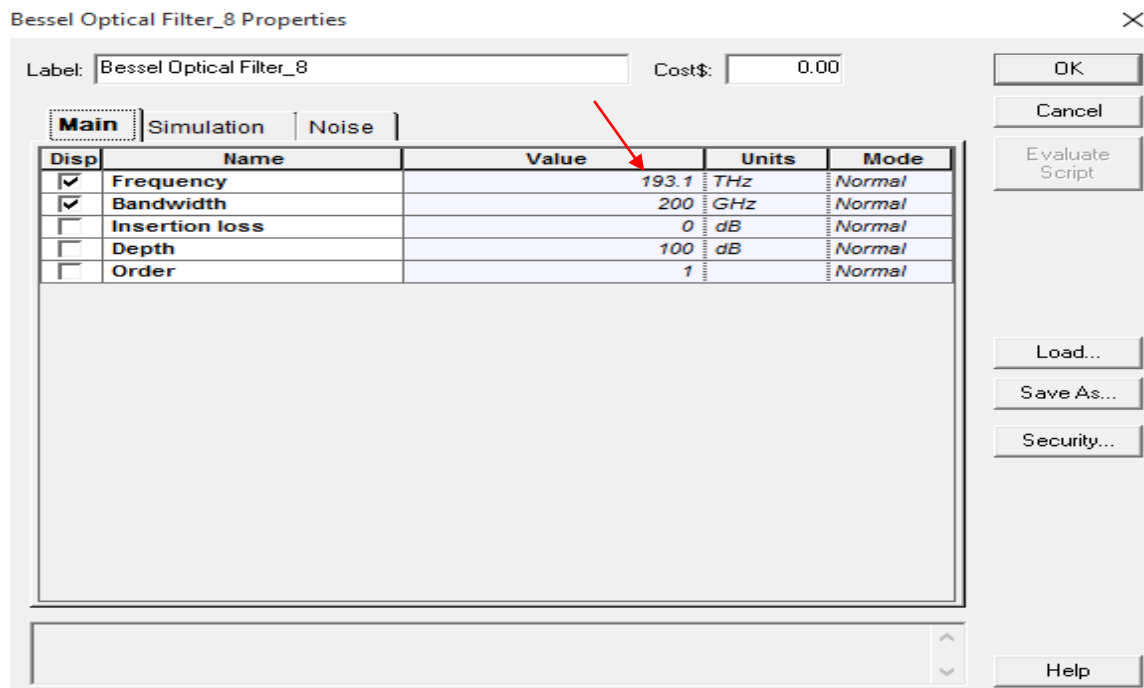 Bessel Optical Filter_8 Properties
Label: Bessel Optical Filter_8 Cost$: 0.00 OK
Cancel
Main Simulation Noise
Evaluate Script
Disp Name Value Units Mode
Frequency 193.1 THz Normal
Bandwidth 200 GHz Normal
Insertion loss 0 dB Normal
Depth 100 dB Normal
Order 1 Normal
Load...
Save As...
Security...
Help